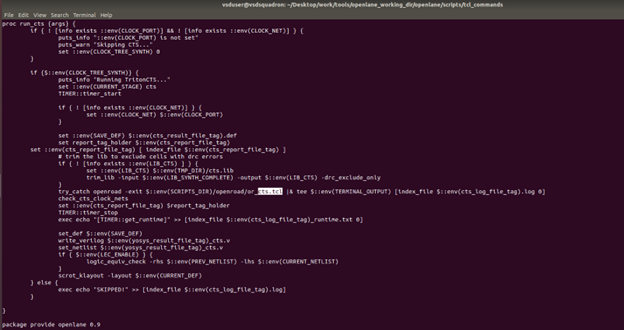 vsduser@vsdsquadron: ~/Desktop/work/tools/openlane_working_dir/openlane/scripts/tcl_commands
File Edit View Search Terminal Help
proc run_cts {args} {
if { ! [info exists ::env(CLOCK_PORT)] && ! [info exists ::env(CLOCK_NET)] } {
puts_info "::env(CLOCK_PORT) is not set"
puts_warn "Skipping CTS..."
set ::env(CLOCK_TREE_SYNTH) 0
}
if {$::env(CLOCK_TREE_SYNTH)} {
puts_info "Running TritonCTS..."
set ::env(CURRENT_STAGE) cts
TIMER::timer_start
if { ! [info exists ::env(CLOCK_NET)] } {
set ::env(CLOCK_NET) $::env(CLOCK_PORT)
}
set ::env(SAVE_DEF) $::env(cts_result_file_tag).def
set report_tag_holder $::env(cts_report_file_tag)
set ::env(cts_report_file_tag) [ index_file $::env(cts_report_file_tag) ]
# trim the lib to exclude cells with drc errors
if { ! [info exists ::env(LIB_CTS) ] } {
set ::env(LIB_CTS) $::env(TMP_DIR)/cts.lib
trim_lib -input $::env(LIB_SYNTH_COMPLETE) -output $::env(LIB_CTS) -drc_exclude_only
}
try_catch openroad -exit $::env(SCRIPTS_DIR)/openroad/or_cts.tcl |& tee $::env(TERMINAL_OUTPUT) [index_file $::env(cts_log_file_tag).log 0]
check_cts_clock_nets
set ::env(cts_report_file_tag) $report_tag_holder
TIMER::timer_stop
exec echo "[TIMER::get_runtime]" >> [index_file $::env(cts_log_file_tag)_runtime.txt 0]
set_def $::env(SAVE_DEF)
write_verilog $::env(yosys_result_file_tag)_cts.v
set_netlist $::env(yosys_result_file_tag)_cts.v
if { $::env(LEC_ENABLE) } {
logic_equiv_check -rhs $::env(PREV_NETLIST) -lhs $::env(CURRENT_NETLIST)
}
scrot_klayout -layout $::env(CURRENT_DEF)
} else {
exec echo "SKIPPED!" >> [index_file $::env(cts_log_file_tag).log]
}
}
package provide openlane 0.9